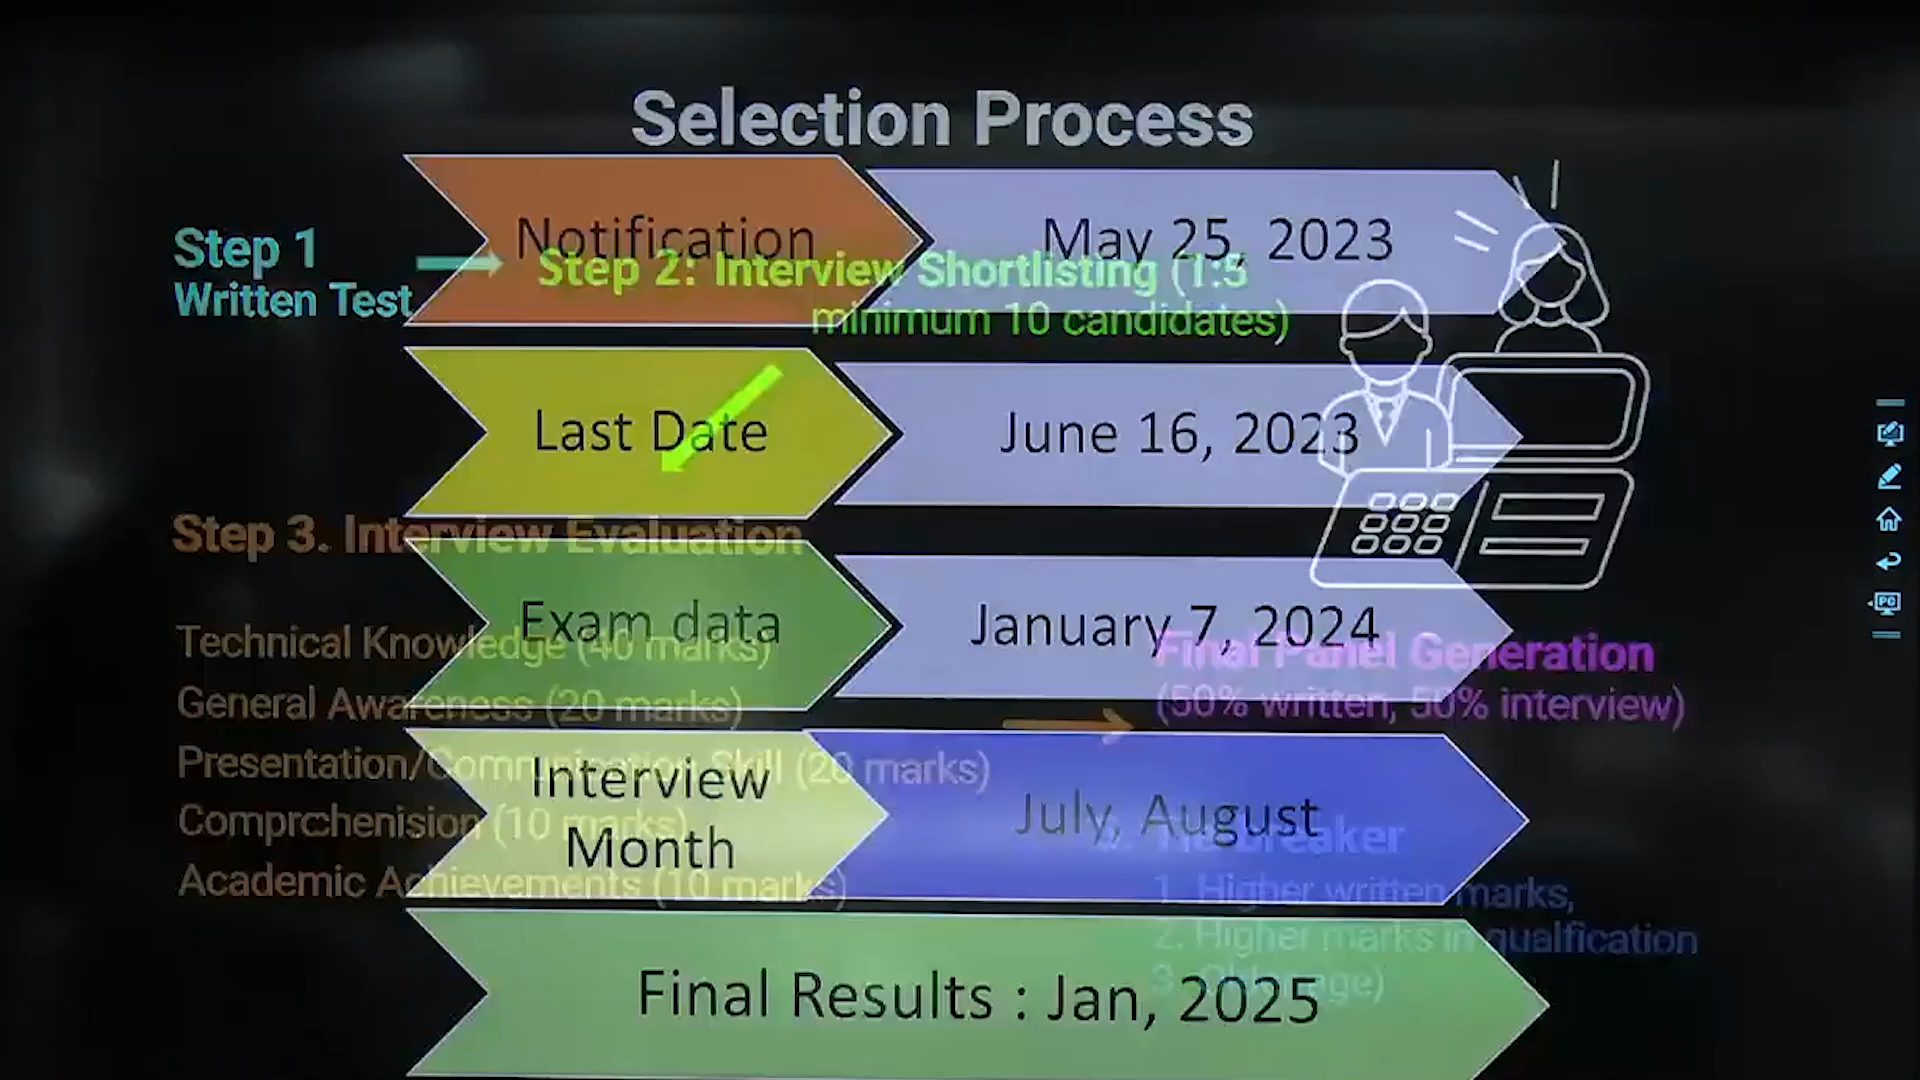 Selection Process
Notification
May 25, 2023
Step 1
Written Test
Step 2: Interview Shortlisting (1:5
minimum 10 candidates)
Last Date
June 16, 2023
Step 3. Interview Evaluation
Exam data
January 7, 2024
Technical Knowledge (40 marks)
General Awareness (20 marks)
Presentation/Communication Skill (20 marks)
Comprchenision (10 marks)
Academic Achievements (10 marks)
Final Panel Generation
(50% written, 50% interview)
Interview
Month
July, August
1. Higher written marks,
2. Higher marks in qualfication
3. age)
Final Results : Jan, 2025
PC